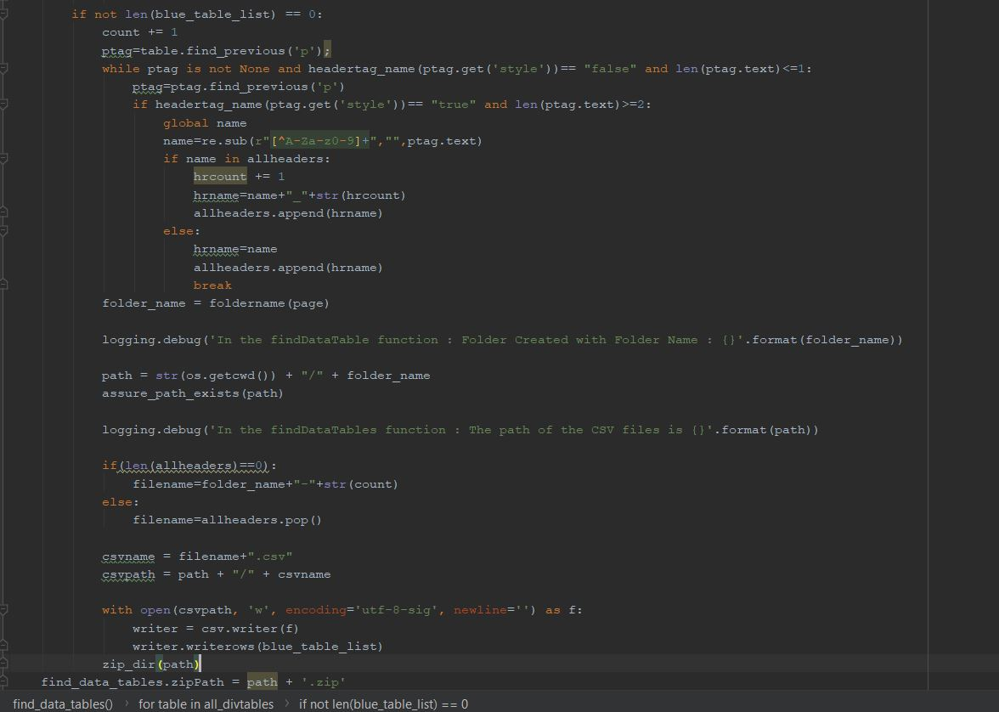 if not len(blue_table_list) == 0:
count += 1
ptag=table.find_previous('p');
while ptag is not None and headertag_name(ptag.get('style'))== "false" and len(ptag.text)<=1:
ptag=ptag.find_previous('p')
if headertag_name(ptag.get('style'))== "true" and len(ptag.text)>=2:
global name
name=re.sub(r"[^A-Za-z0-9]+","",ptag.text)
if name in allheaders:
hrcount += 1
hrname=name+"_"+str(hrcount)
allheaders.append(hrname)
else:
hrname=name
allheaders.append(hrname)
break
folder_name = foldername(page)
logging.debug('In the findDataTable function : Folder Created with Folder Name : {}'.format(folder_name))
path = str(os.getcwd()) + "/" + folder_name
assure_path_exists(path)
logging.debug('In the findDataTables function : The path of the CSV files is {}'.format(path))
if(len(allheaders)==0):
filename=folder_name+"-"+str(count)
else:
filename=allheaders.pop()
csvname = filename+".csv"
csvpath = path + "/" + csvname
with open(csvpath, 'w', encoding='utf-8-sig', newline='') as f:
writer = csv.writer(f)
writer.writerows(blue_table_list)
zip_dir(path)
find_data_tables.zipPath = path + '.zip'
find_data_tables() › for table in all_divtables › if not len(blue_table_list) == 0